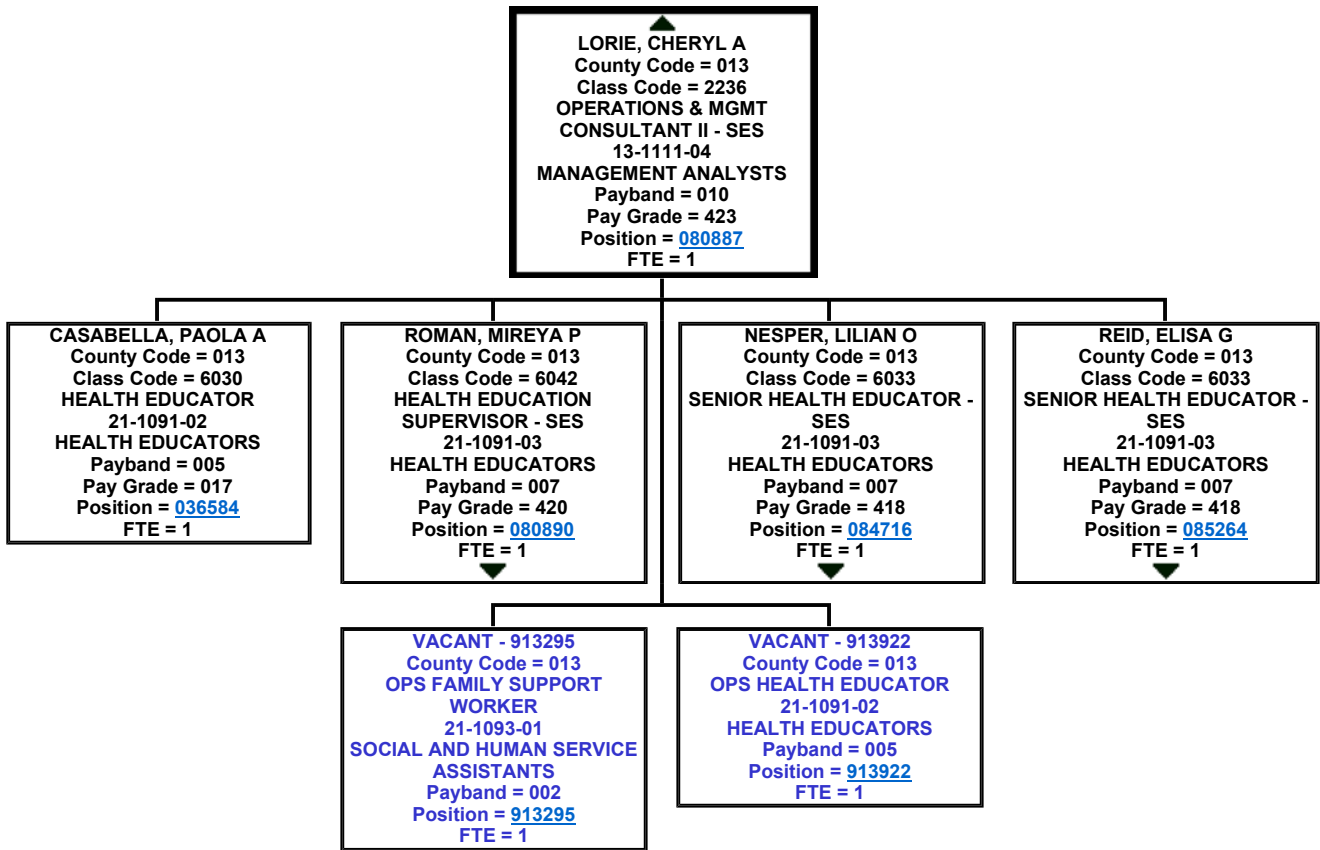 LORIE, CHERYL A
County Code = 013
Class Code = 2236
OPERATIONS & MGMT
CONSULTANT II - SES
13-1111-04
MANAGEMENT ANALYSTS
Payband = 010
Pay Grade = 423
Position = 080887
FTE = 1
CASABELLA, PAOLA A
County Code = 013
Class Code = 6030
HEALTH EDUCATOR
21-1091-02
HEALTH EDUCATORS
Payband = 005
Pay Grade = 017
Position = 036584
FTE = 1
ROMAN, MIREYA P
County Code = 013
Class Code = 6042
HEALTH EDUCATION
SUPERVISOR - SES
21-1091-03
HEALTH EDUCATORS
Payband = 007
Pay Grade = 420
Position = 080890
FTE = 1
NESPER, LILIAN O
County Code = 013
Class Code = 6033
SENIOR HEALTH EDUCATOR -
SES
21-1091-03
HEALTH EDUCATORS
Payband = 007
Pay Grade = 418
Position = 084716
FTE = 1
REID, ELISA G
County Code = 013
Class Code = 6033
SENIOR HEALTH EDUCATOR -
SES
21-1091-03
HEALTH EDUCATORS
Payband = 007
Pay Grade = 418
Position = 085264
FTE = 1
VACANT - 913295
County Code = 013
OPS FAMILY SUPPORT
WORKER
21-1093-01
SOCIAL AND HUMAN SERVICE
ASSISTANTS
Payband = 002
Position = 913295
FTE = 1
VACANT - 913922
County Code = 013
OPS HEALTH EDUCATOR
21-1091-02
HEALTH EDUCATORS
Payband = 005
Position = 913922
FTE = 1